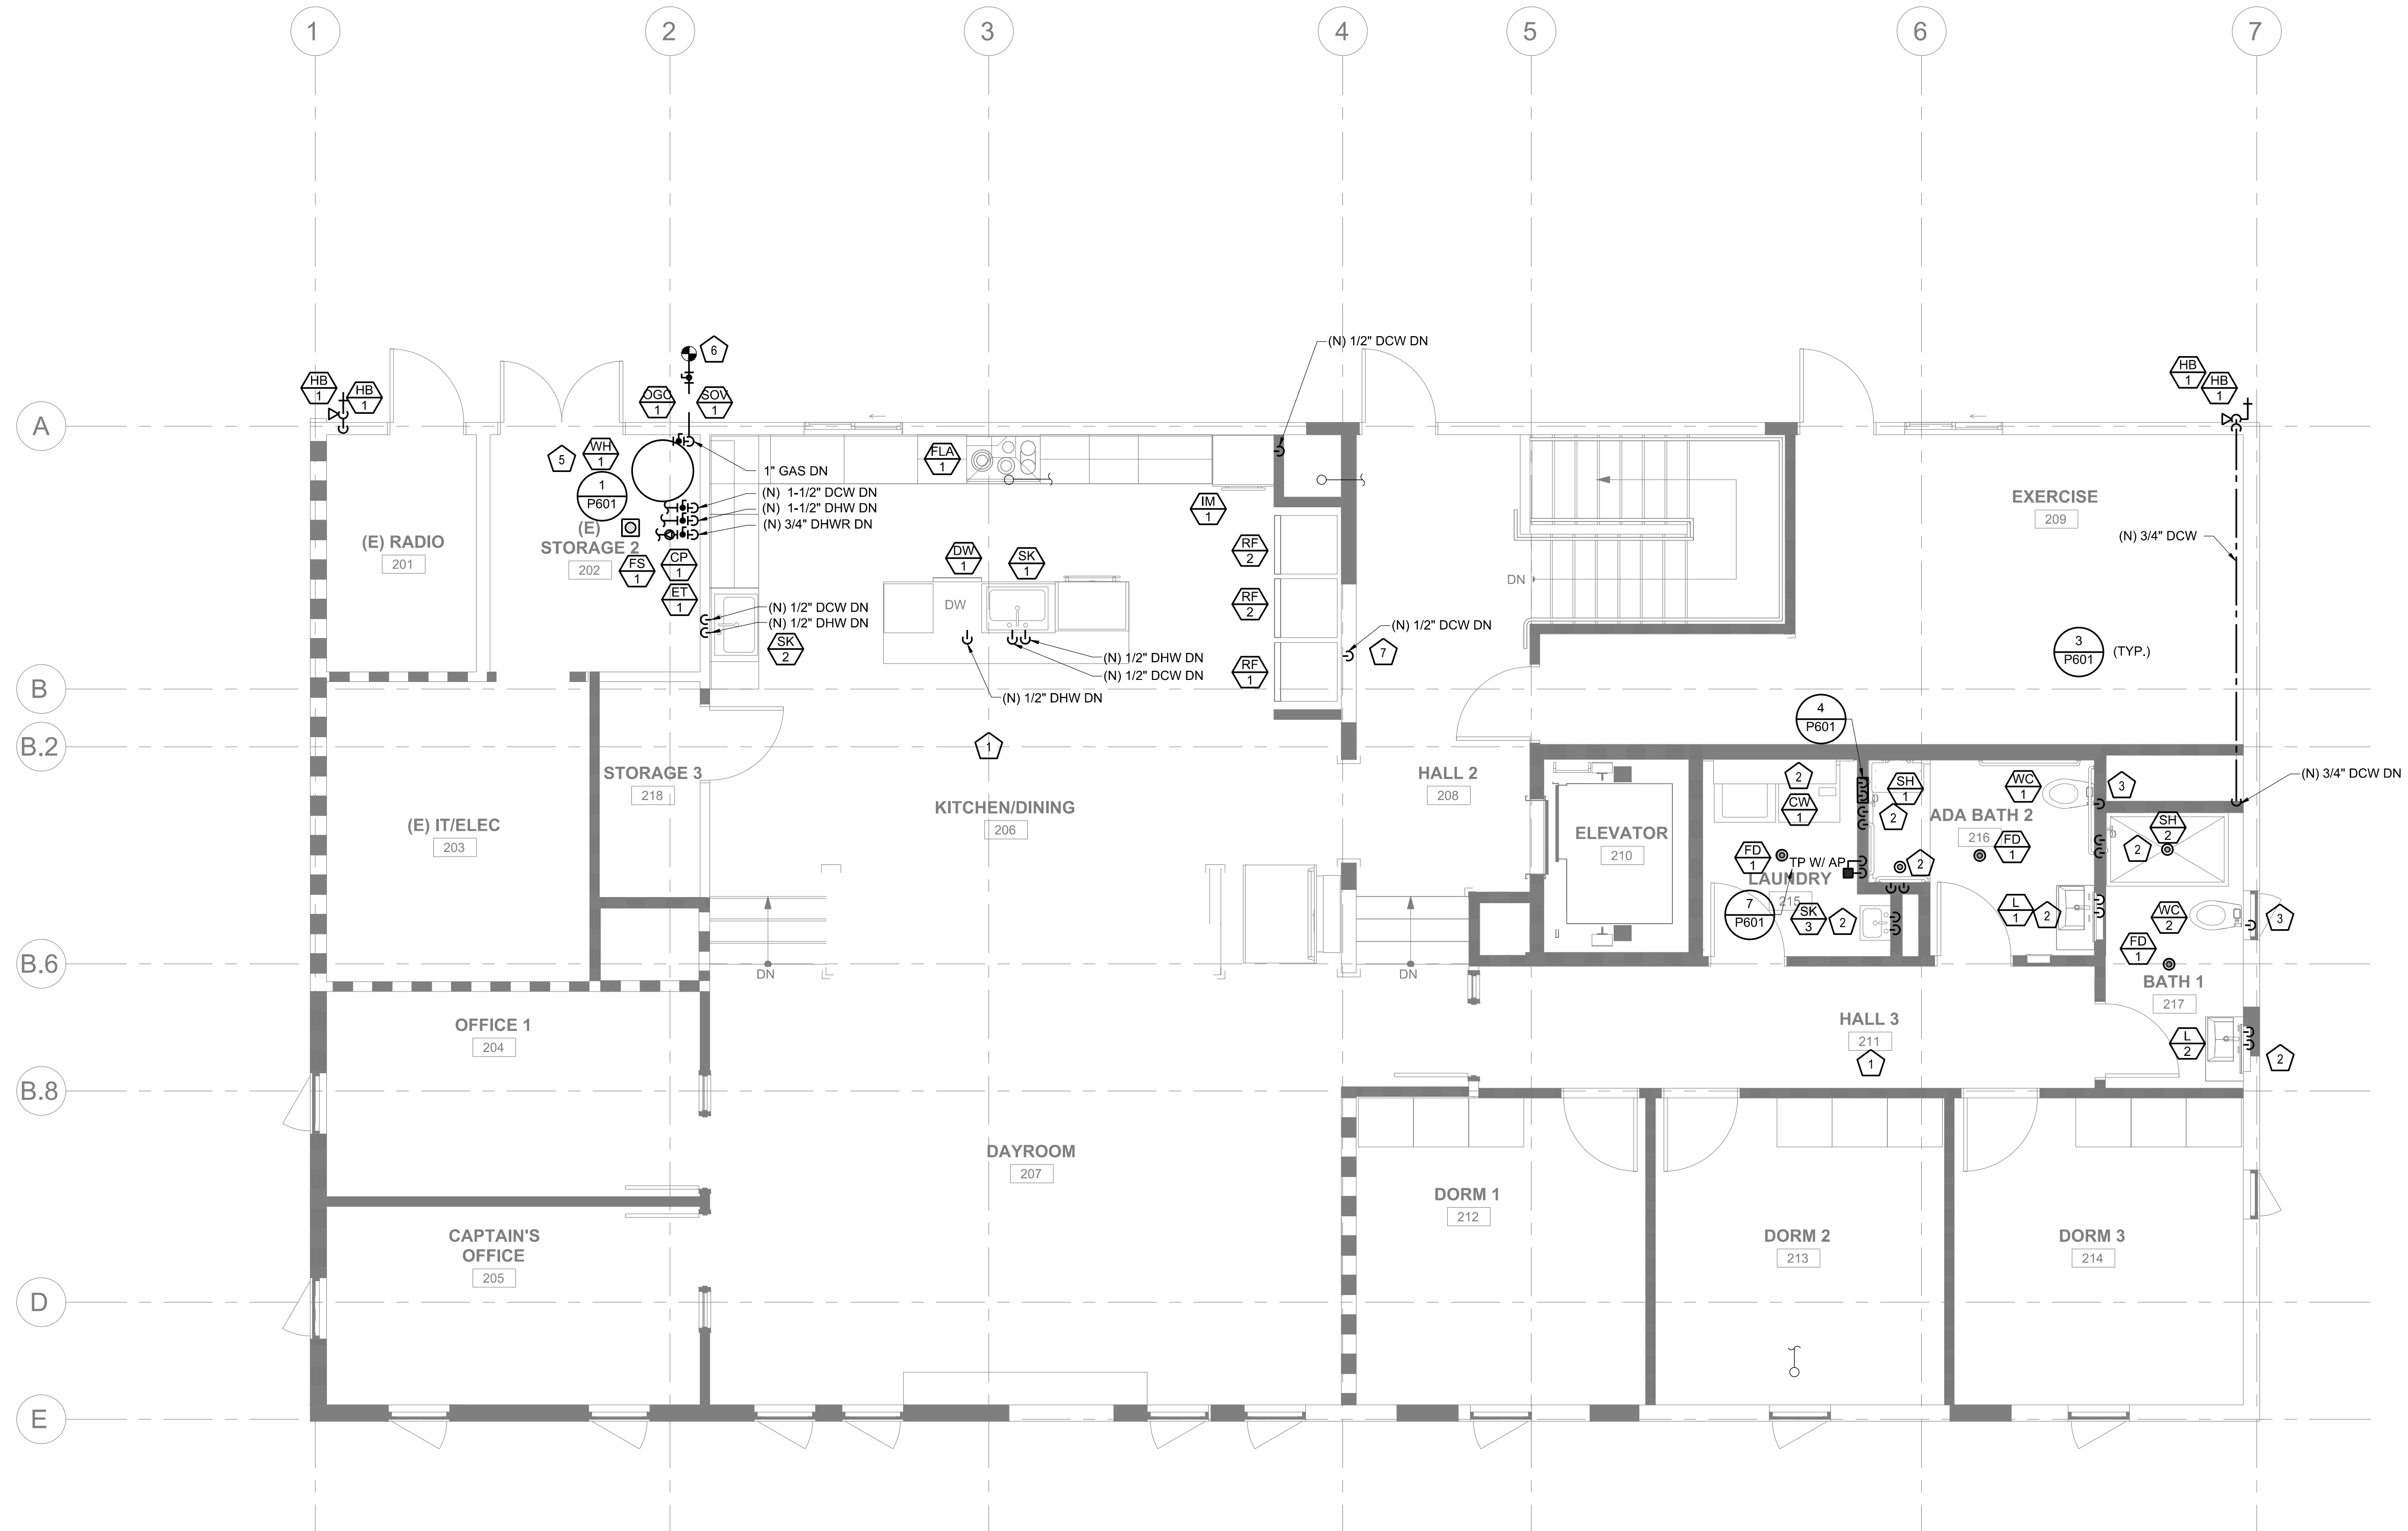 1
2
3
4
5
6
7
(N) 1/2" DCW DN
6
HB
1
HB
1
OGC
1
SOV
1
HB
1
HB
1
A
WH
1
5
FLA
1
1" GAS DN
1
P601
(N) 1-1/2" DCW DN
(N) 1-1/2" DHW DN
(N) 3/4" DHWR DN
IM
1
EXERCISE
209
(E) RADIO
201
(E)
STORAGE 2
202
FS
1
CP
1
ET
1
DW
1
SK
1
RF
2
RF
2
RF
1
DN
(N) 3/4" DCW
DW
(N) 1/2" DCW DN
(N) 1/2" DHW DN
SK
2
(N) 1/2" DCW DN
7
3
P601
(TYP.)
(N) 1/2" DHW DN
(N) 1/2" DCW DN
(N) 1/2" DHW DN
B
4
P601
B.2
1
STORAGE 3
218
HALL 2
208
2
CW
1
SH
1
2
WC
1
3
(N) 3/4" DCW DN
KITCHEN/DINING
206
(E) IT/ELEC
203
ELEVATOR
210
ADA BATH 2
216
FD
1
SH
2
2
FD
1
TP W/ AP
2
LAUNDRY
215
7
P601
SK
3
2
L
1
2
WC
2
3
FD
1
B.6
DN
DN
BATH 1
217
OFFICE 1
204
HALL 3
211
1
L
2
2
B.8
DAYROOM
207
DORM 1
212
CAPTAIN'S
OFFICE
205
DORM 2
213
DORM 3
214
D
E